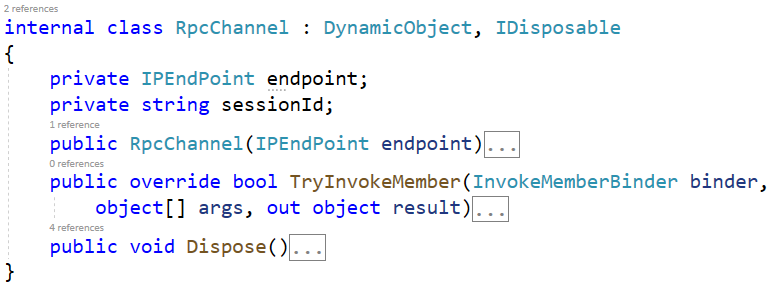 2 references
internal class RpcChannel : DynamicObject, IDisposable
{
private IPEndPoint endpoint;
private string sessionId;
1 reference
public RpcChannel(IPEndPoint endpoint)...
0 references
public override bool TryInvokeMember(InvokeMemberBinder binder,
object[] args, out object result)...
4 references
public void Dispose()...
}